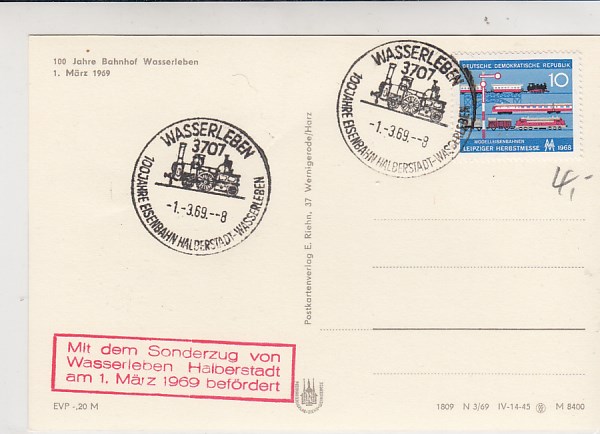 100 Jahre Bahnhof Wasserleben
1. März 1969
WASSERLEBEN
3707
-1.-3.69.--8
100 JAHRE EISENBAHN HALBERSTADT-WASSERLEBEN
WASSERLEBEN
3707
-1.-3.69.--8
100 JAHRE EISENBAHN HALBERSTADT-WASSERLEBEN
DEUTSCHE DEMOKRATISCHE REPUBLIK
10
MODELLEISENBAHNEN
LEIPZIGER HERBSTMESSE
1968
4,-
Postkartenverlag E. Riehn, 37 Wernigerode/Harz
Mit dem Sonderzug von
Wasserleben Halberstadt
am 1. März 1969 befördert
EVP -,20 M
1809 N 3/69 IV-14-45 M 8400